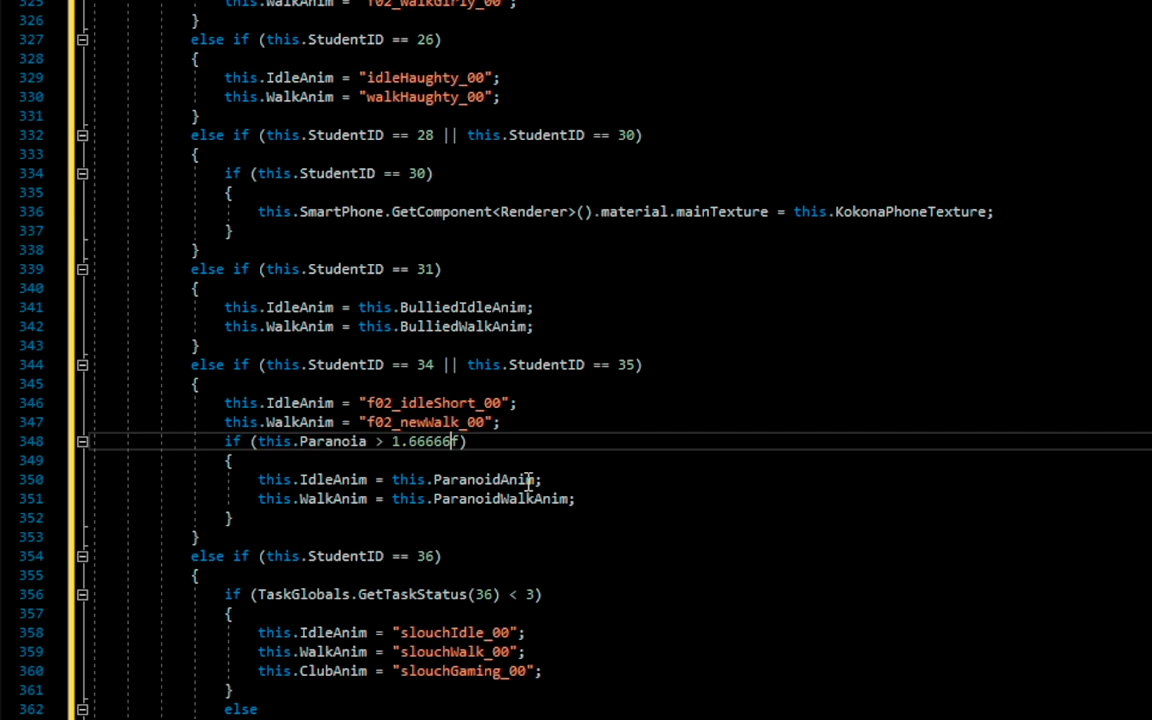 325 this.WalkAnim = "f02_walkGirly_00";
326 }
327 else if (this.StudentID == 26)
328 {
329 this.IdleAnim = "idleHaughty_00";
330 this.WalkAnim = "walkHaughty_00";
331 }
332 else if (this.StudentID == 28 || this.StudentID == 30)
333 {
334 if (this.StudentID == 30)
335 {
336 this.SmartPhone.GetComponent<Renderer>().material.mainTexture = this.KokonaPhoneTexture;
337 }
338 }
339 else if (this.StudentID == 31)
340 {
341 this.IdleAnim = this.BulliedIdleAnim;
342 this.WalkAnim = this.BulliedWalkAnim;
343 }
344 else if (this.StudentID == 34 || this.StudentID == 35)
345 {
346 this.IdleAnim = "f02_idleShort_00";
347 this.WalkAnim = "f02_newWalk_00";
348 if (this.Paranoia > 1.66666f)
349 {
350 this.IdleAnim = this.ParanoidAnim;
351 this.WalkAnim = this.ParanoidWalkAnim;
352 }
353 }
354 else if (this.StudentID == 36)
355 {
356 if (TaskGlobals.GetTaskStatus(36) < 3)
357 {
358 this.IdleAnim = "slouchIdle_00";
359 this.WalkAnim = "slouchWalk_00";
360 this.ClubAnim = "slouchGaming_00";
361 }
362 else